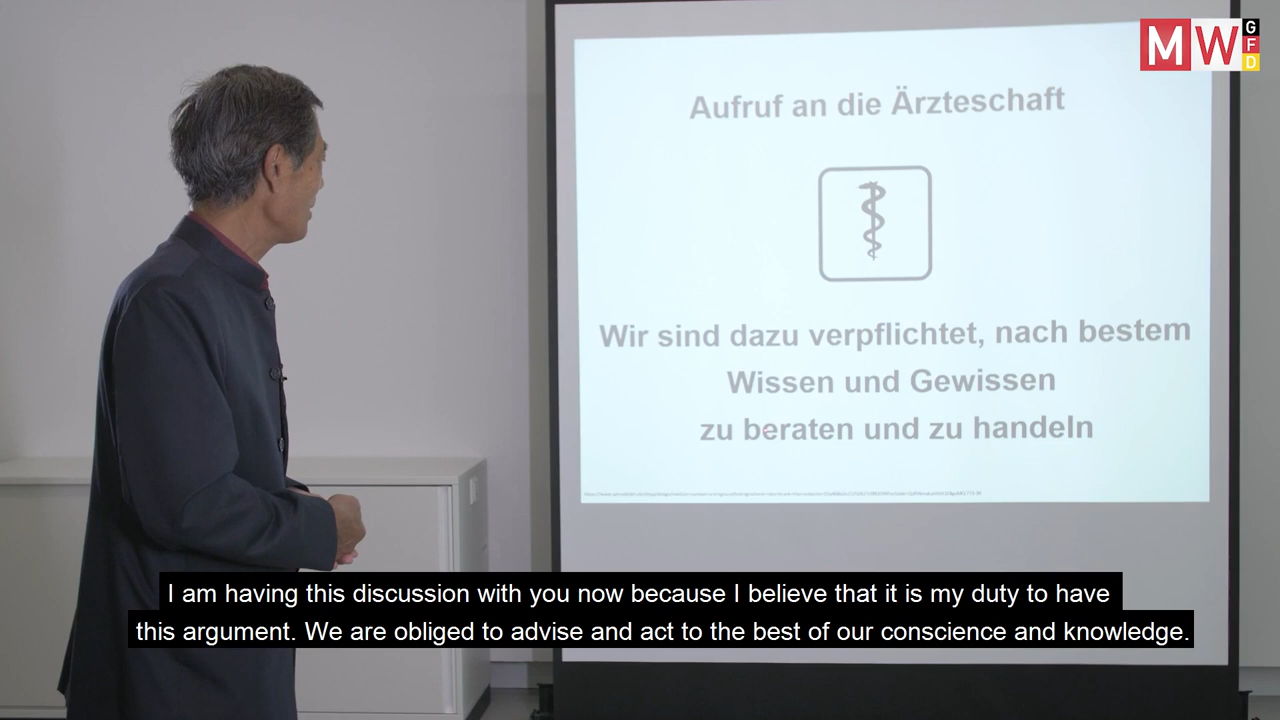 MW
G
F
D
Aufruf an die Ärzteschaft
Wir sind dazu verpflichtet, nach bestem
Wissen und Gewissen
zu beraten und zu handeln
I am having this discussion with you now because I believe that it is my duty to have
this argument. We are obliged to advise and act to the best of our conscience and knowledge.